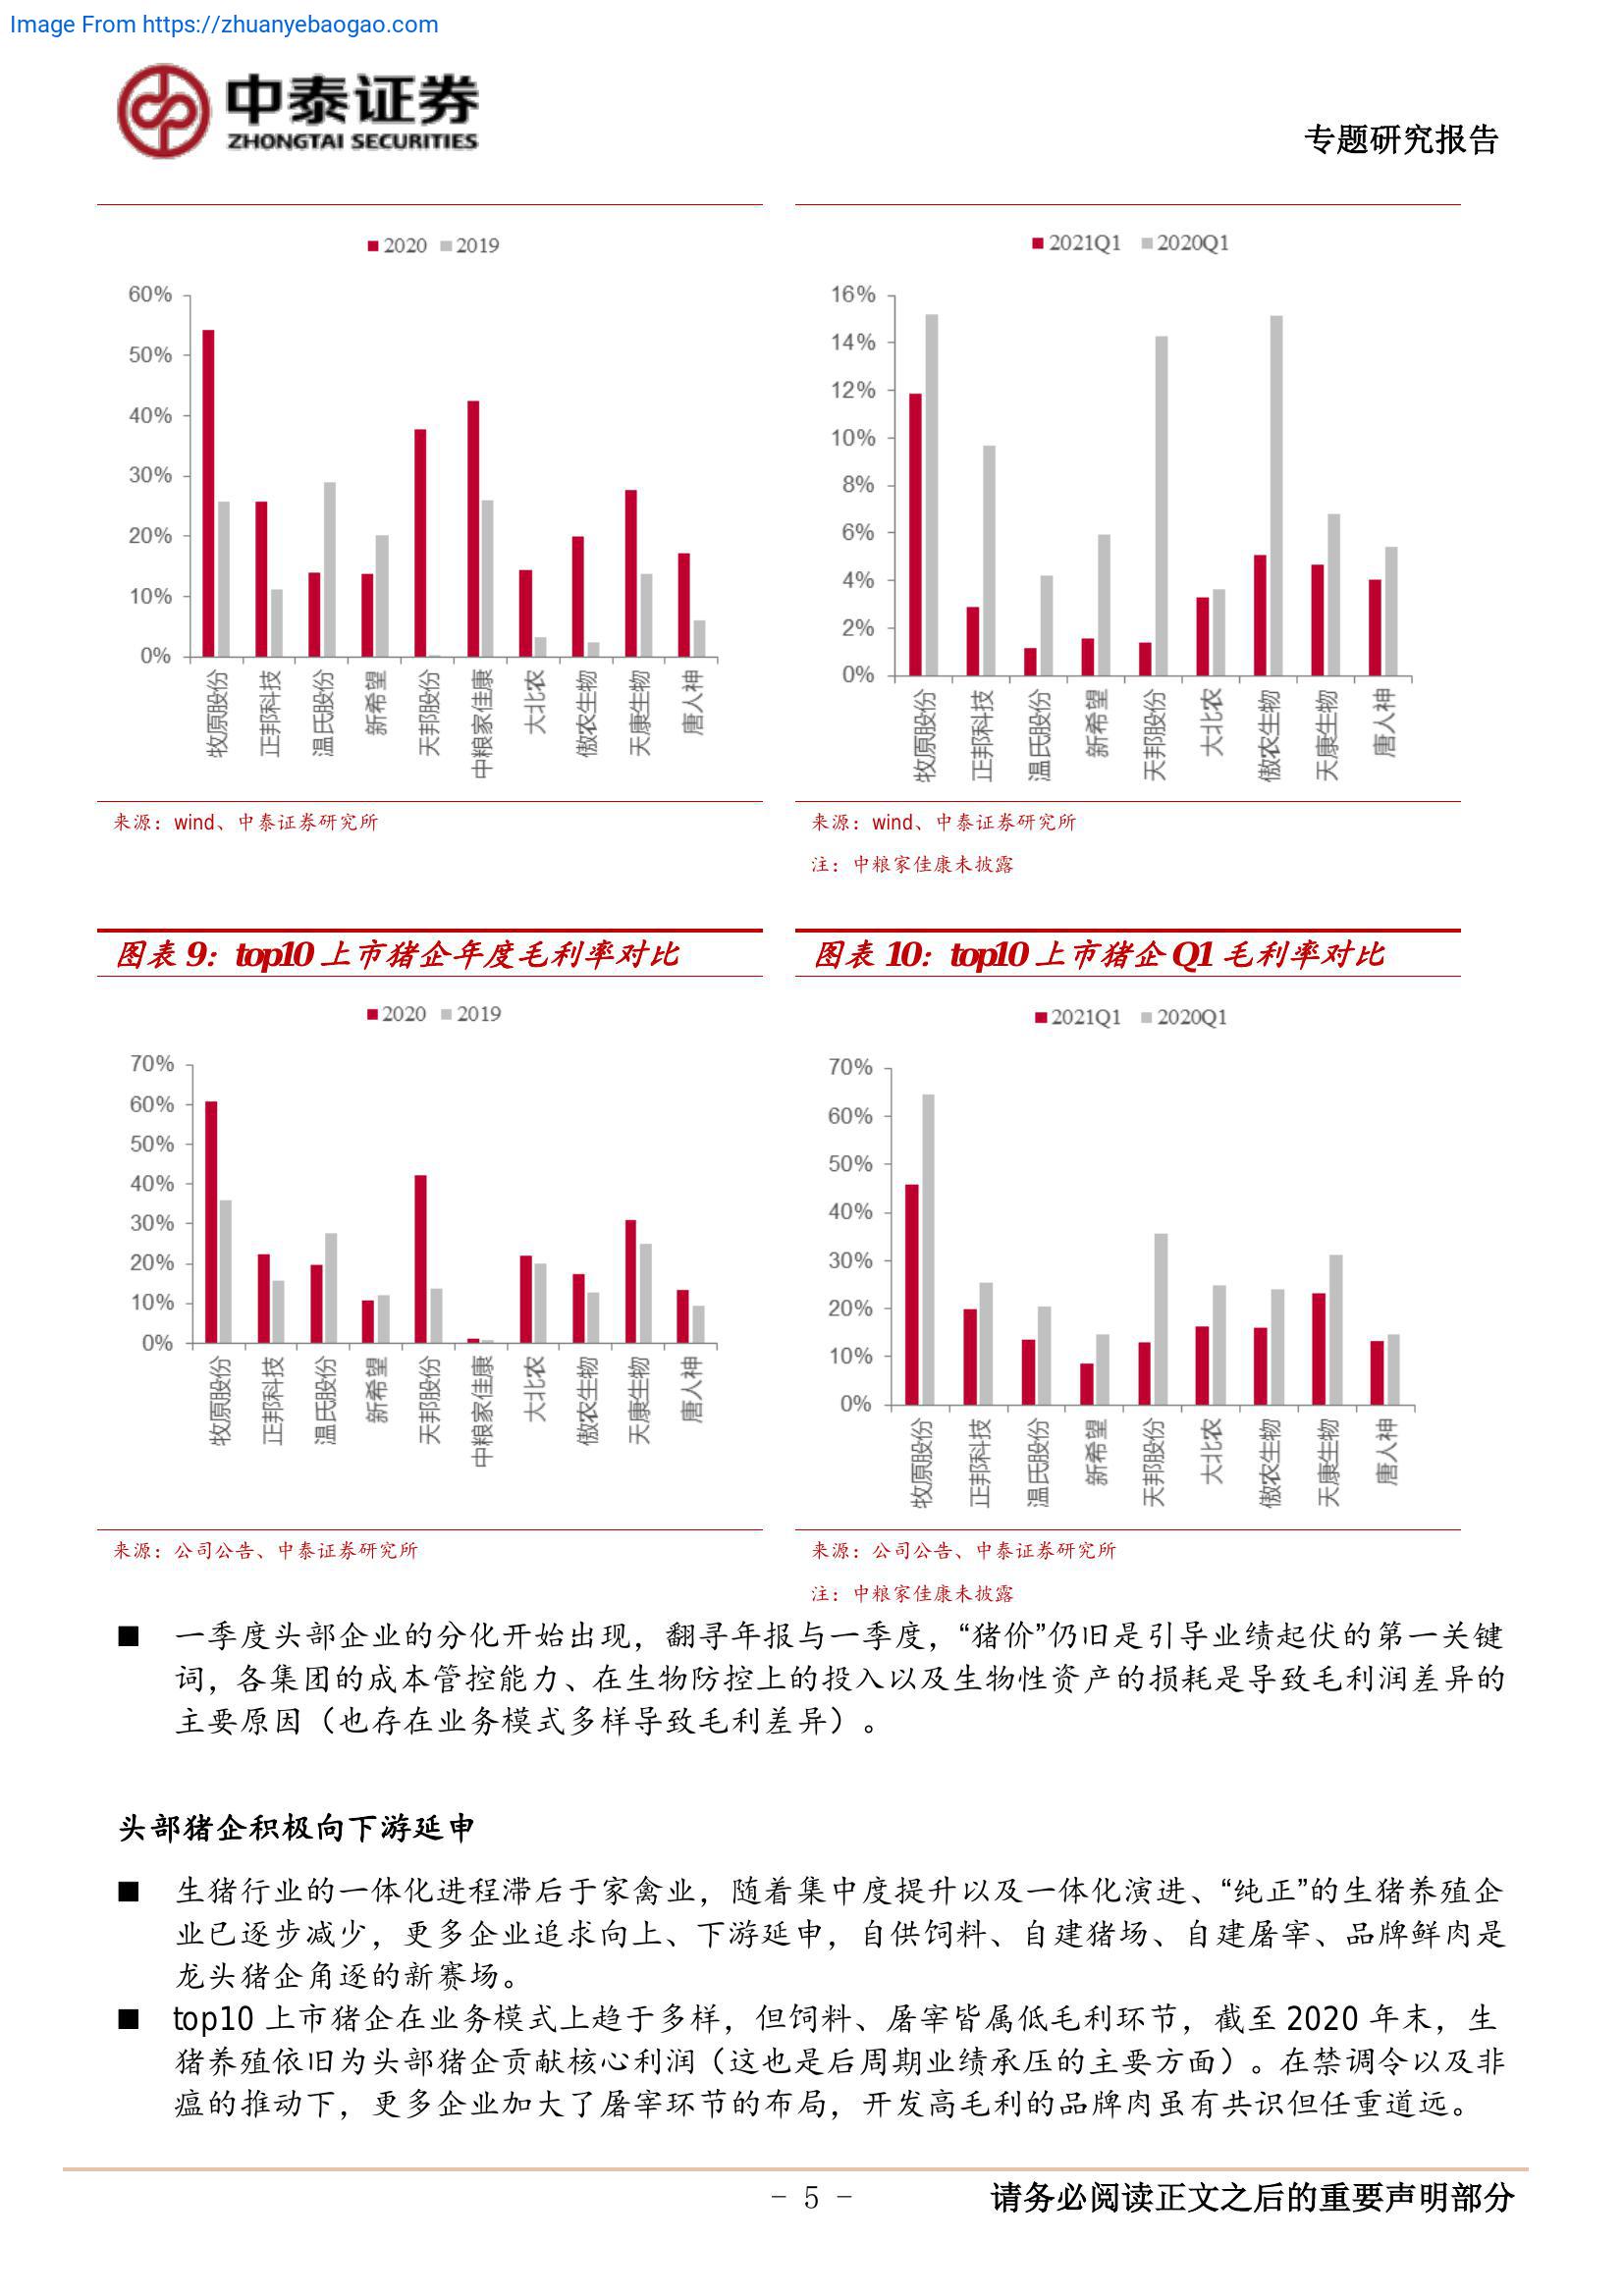 Image From https://zhuanyebaogao.com
中泰证券
ZHONGTAI SECURITIES
专题研究报告
2020 2019
60%
50%
40%
30%
20%
10%
0%
牧原股份
正邦科技
温氏股份
新希望
天邦股份
中粮家佳康
大北农
傲农生物
天康生物
唐人神
来源：wind、中泰证券研究所
2021Q1 2020Q1
16%
14%
12%
10%
8%
6%
4%
2%
0%
牧原股份
正邦科技
温氏股份
新希望
天邦股份
大北农
傲农生物
天康生物
唐人神
来源：wind、中泰证券研究所
注：中粮家佳康未披露
图表 9：top10 上市猪企年度毛利率对比
2020 2019
70%
60%
50%
40%
30%
20%
10%
0%
牧原股份
正邦科技
温氏股份
新希望
天邦股份
中粮家佳康
大北农
傲农生物
天康生物
唐人神
来源：公司公告、中泰证券研究所
图表 10：top10 上市猪企 Q1 毛利率对比
2021Q1 2020Q1
70%
60%
50%
40%
30%
20%
10%
0%
牧原股份
正邦科技
温氏股份
新希望
天邦股份
大北农
傲农生物
天康生物
唐人神
来源：公司公告、中泰证券研究所
注：中粮家佳康未披露
■ 一季度头部企业的分化开始出现，翻寻年报与一季度，“猪价”仍旧是引导业绩起伏的第一关键
词，各集团的成本管控能力、在生物防控上的投入以及生物性资产的损耗是导致毛利润差异的
主要原因（也存在业务模式多样导致毛利差异）。
头部猪企积极向下游延申
■ 生猪行业的一体化进程滞后于家禽业，随着集中度提升以及一体化演进、“纯正”的生猪养殖企
业已逐步减少，更多企业追求向上、下游延申，自供饲料、自建猪场、自建屠宰、品牌鲜肉是
龙头猪企角逐的新赛场。
■ top10 上市猪企在业务模式上趋于多样，但饲料、屠宰皆属低毛利环节，截至 2020 年末，生
猪养殖依旧为头部猪企贡献核心利润（这也是后周期业绩承压的主要方面）。在禁调令以及非
瘟的推动下，更多企业加大了屠宰环节的布局，开发高毛利的品牌肉虽有共识但任重道远。
- 5 -
请务必阅读正文之后的重要声明部分